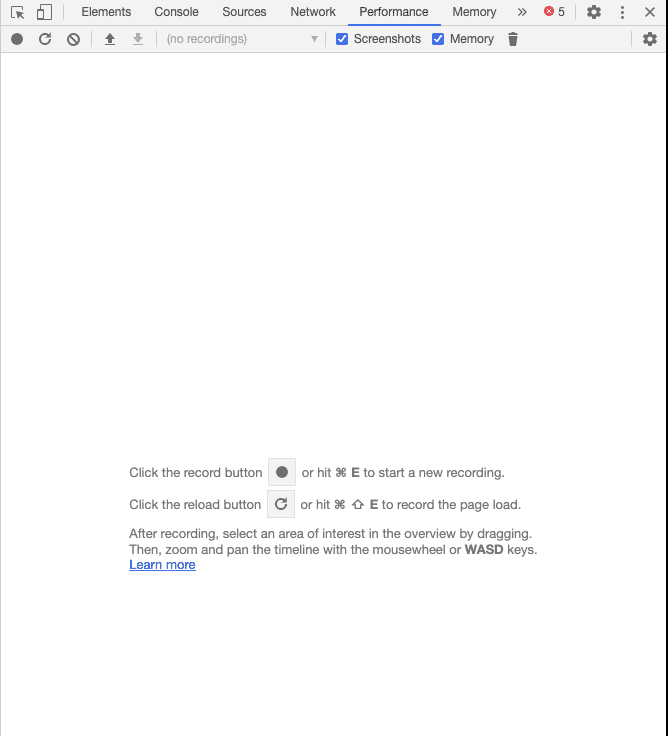 Elements Console Sources Network Performance Memory » 5
(no recordings) Screenshots Memory
Click the record button or hit ⌘ E to start a new recording.
Click the reload button or hit ⌘ ⇧ E to record the page load.
After recording, select an area of interest in the overview by dragging.
Then, zoom and pan the timeline with the mousewheel or WASD keys.
Learn more